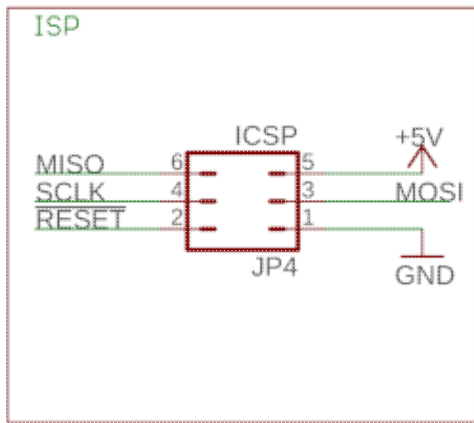 ISP
ICSP
+5V
MISO 6 5
SCLK 4 3 MOSI
RESET 2 1
JP4
GND